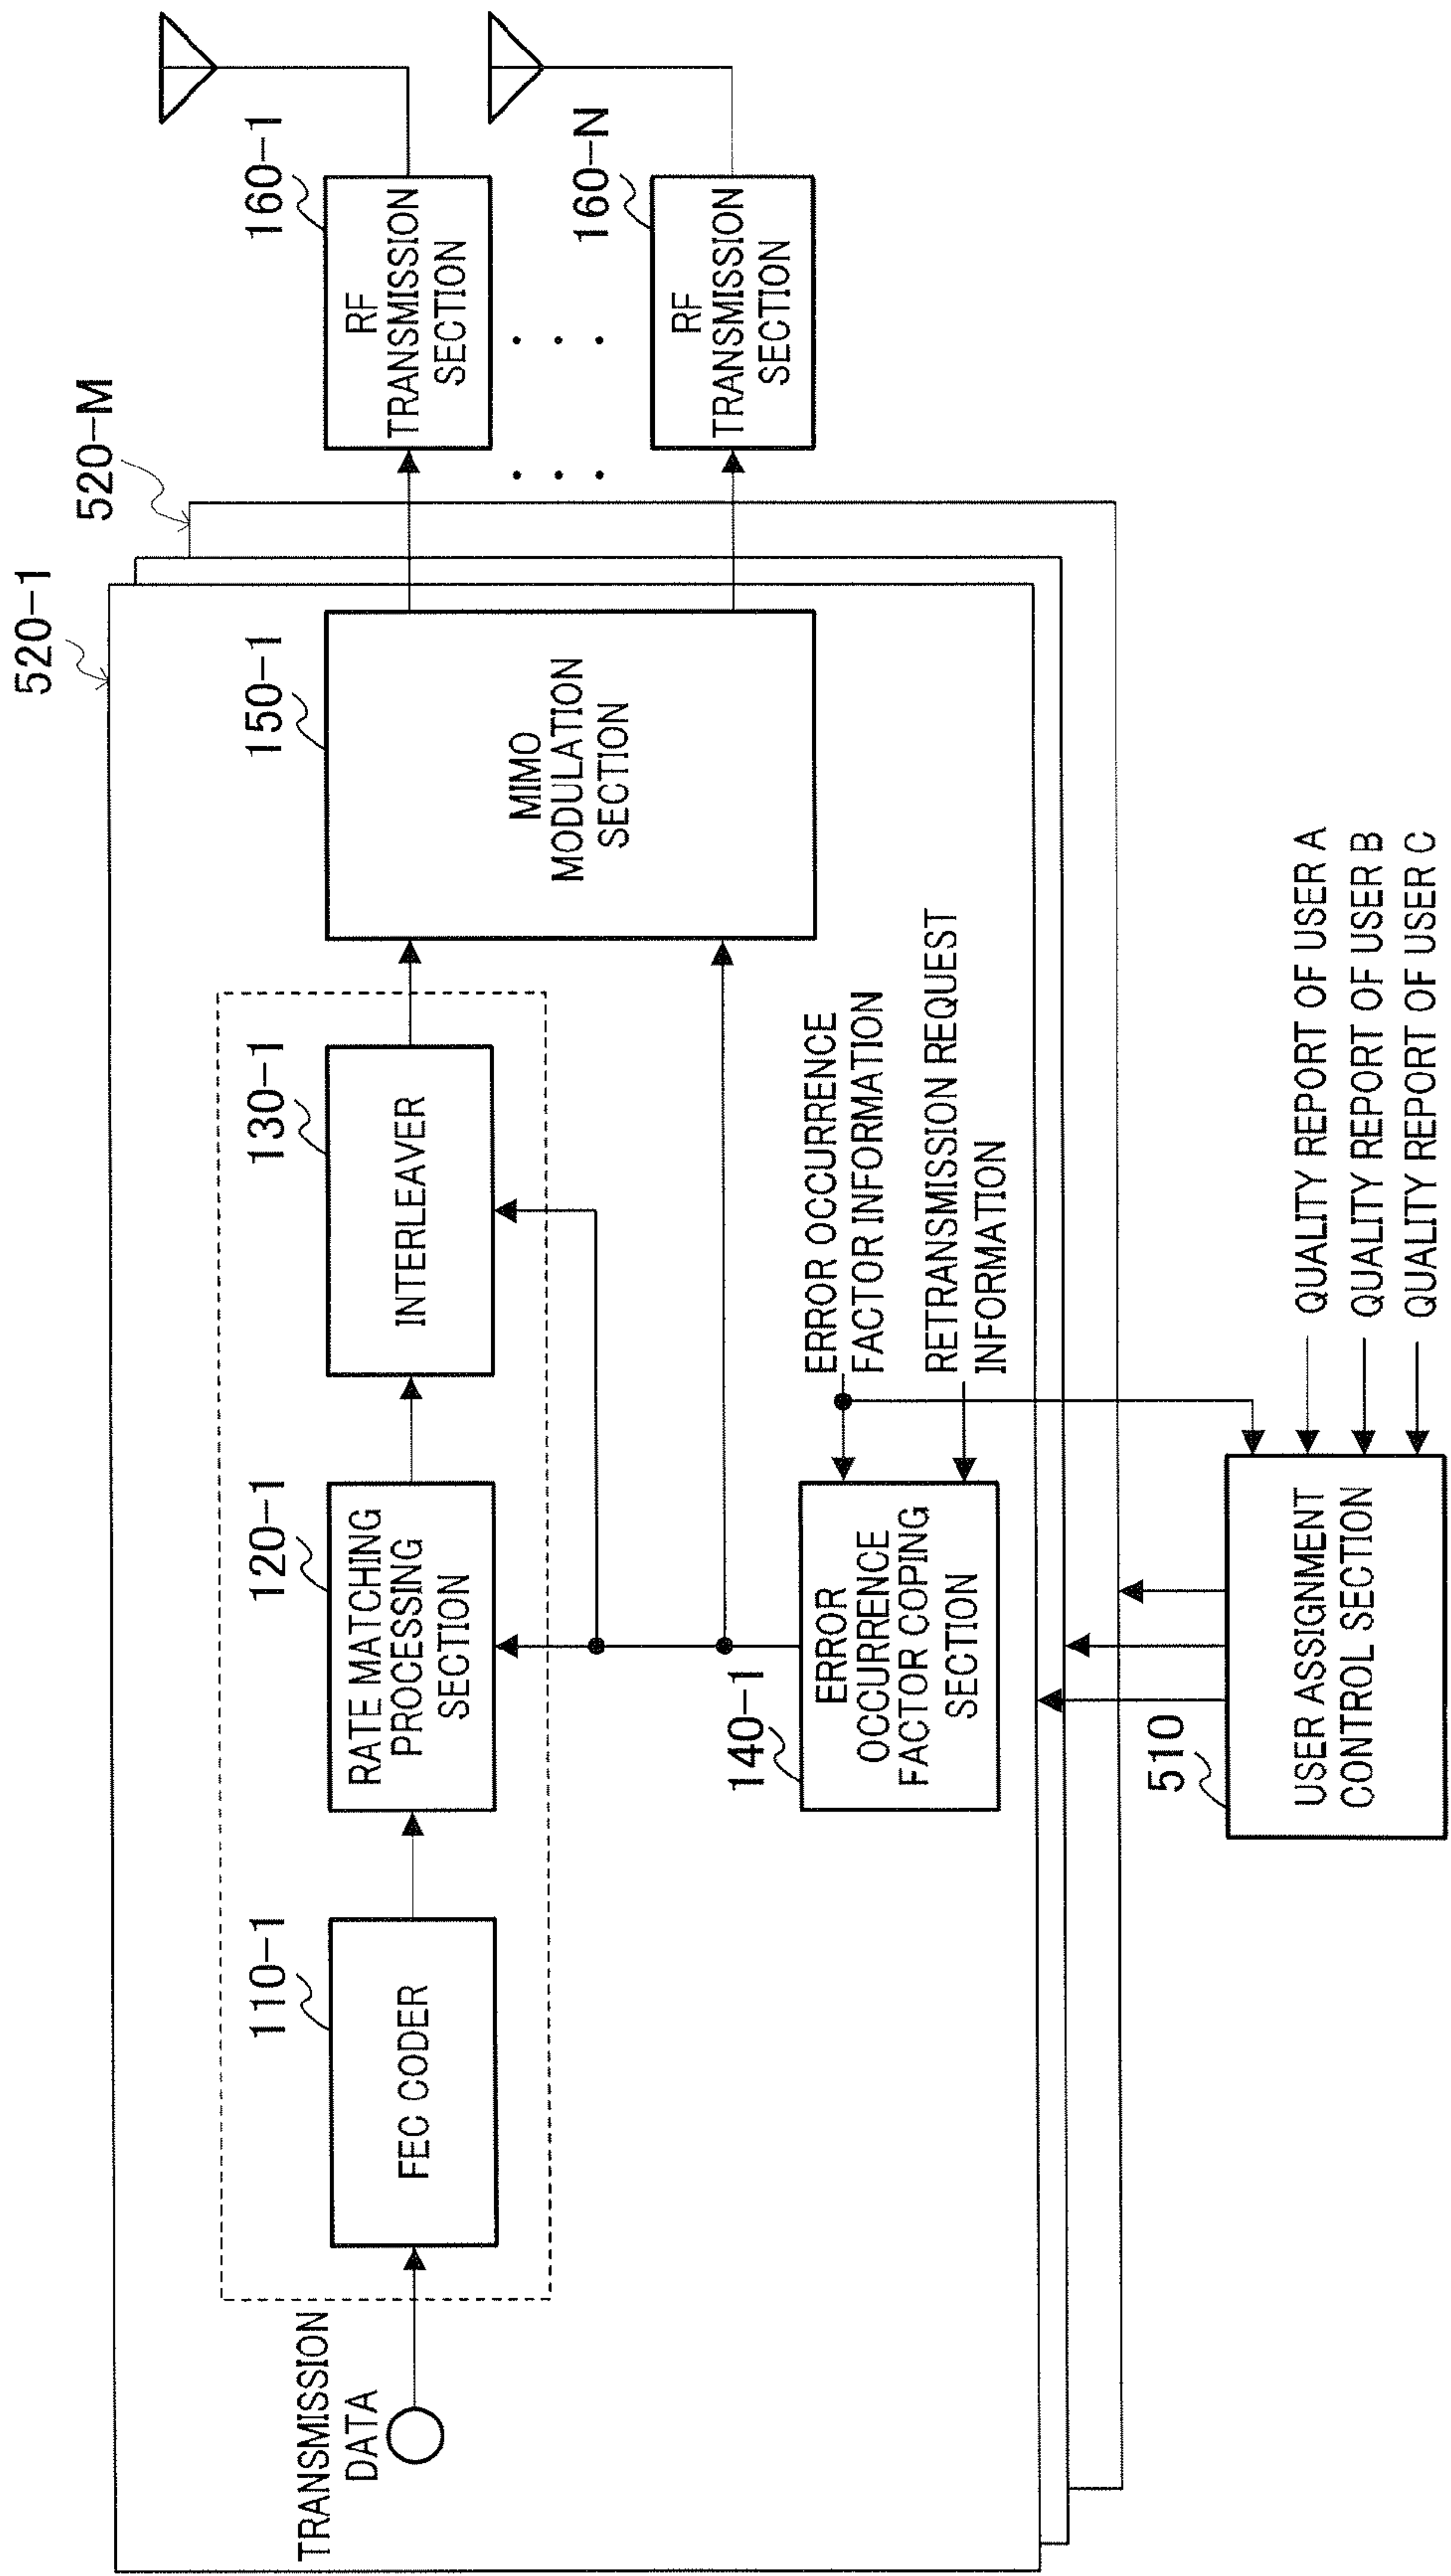 520-1
520-M
TRANSMISSION
DATA
110-1
FEC CODER
120-1
RATE MATCHING
PROCESSING
SECTION
130-1
INTERLEAVER
150-1
MIMO
MODULATION
SECTION
160-1
RF
TRANSMISSION
SECTION
160-N
RF
TRANSMISSION
SECTION
140-1
ERROR
OCCURRENCE
FACTOR COPING
SECTION
ERROR OCCURRENCE
FACTOR INFORMATION
RETRANSMISSION REQUEST
INFORMATION
510
USER ASSIGNMENT
CONTROL SECTION
QUALITY REPORT OF USER A
QUALITY REPORT OF USER B
QUALITY REPORT OF USER C